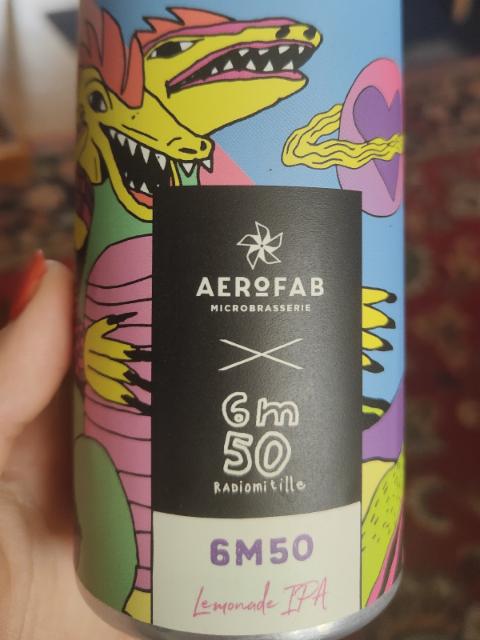 AEROFAB
MICROBRASSERIE
6m
50
RADIOMITILLE
6M50
Lemonade IPA